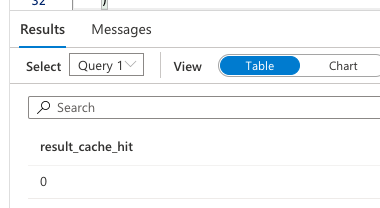 32 )
Results Messages
Select Query 1 View Table Chart
Search
result_cache_hit
0